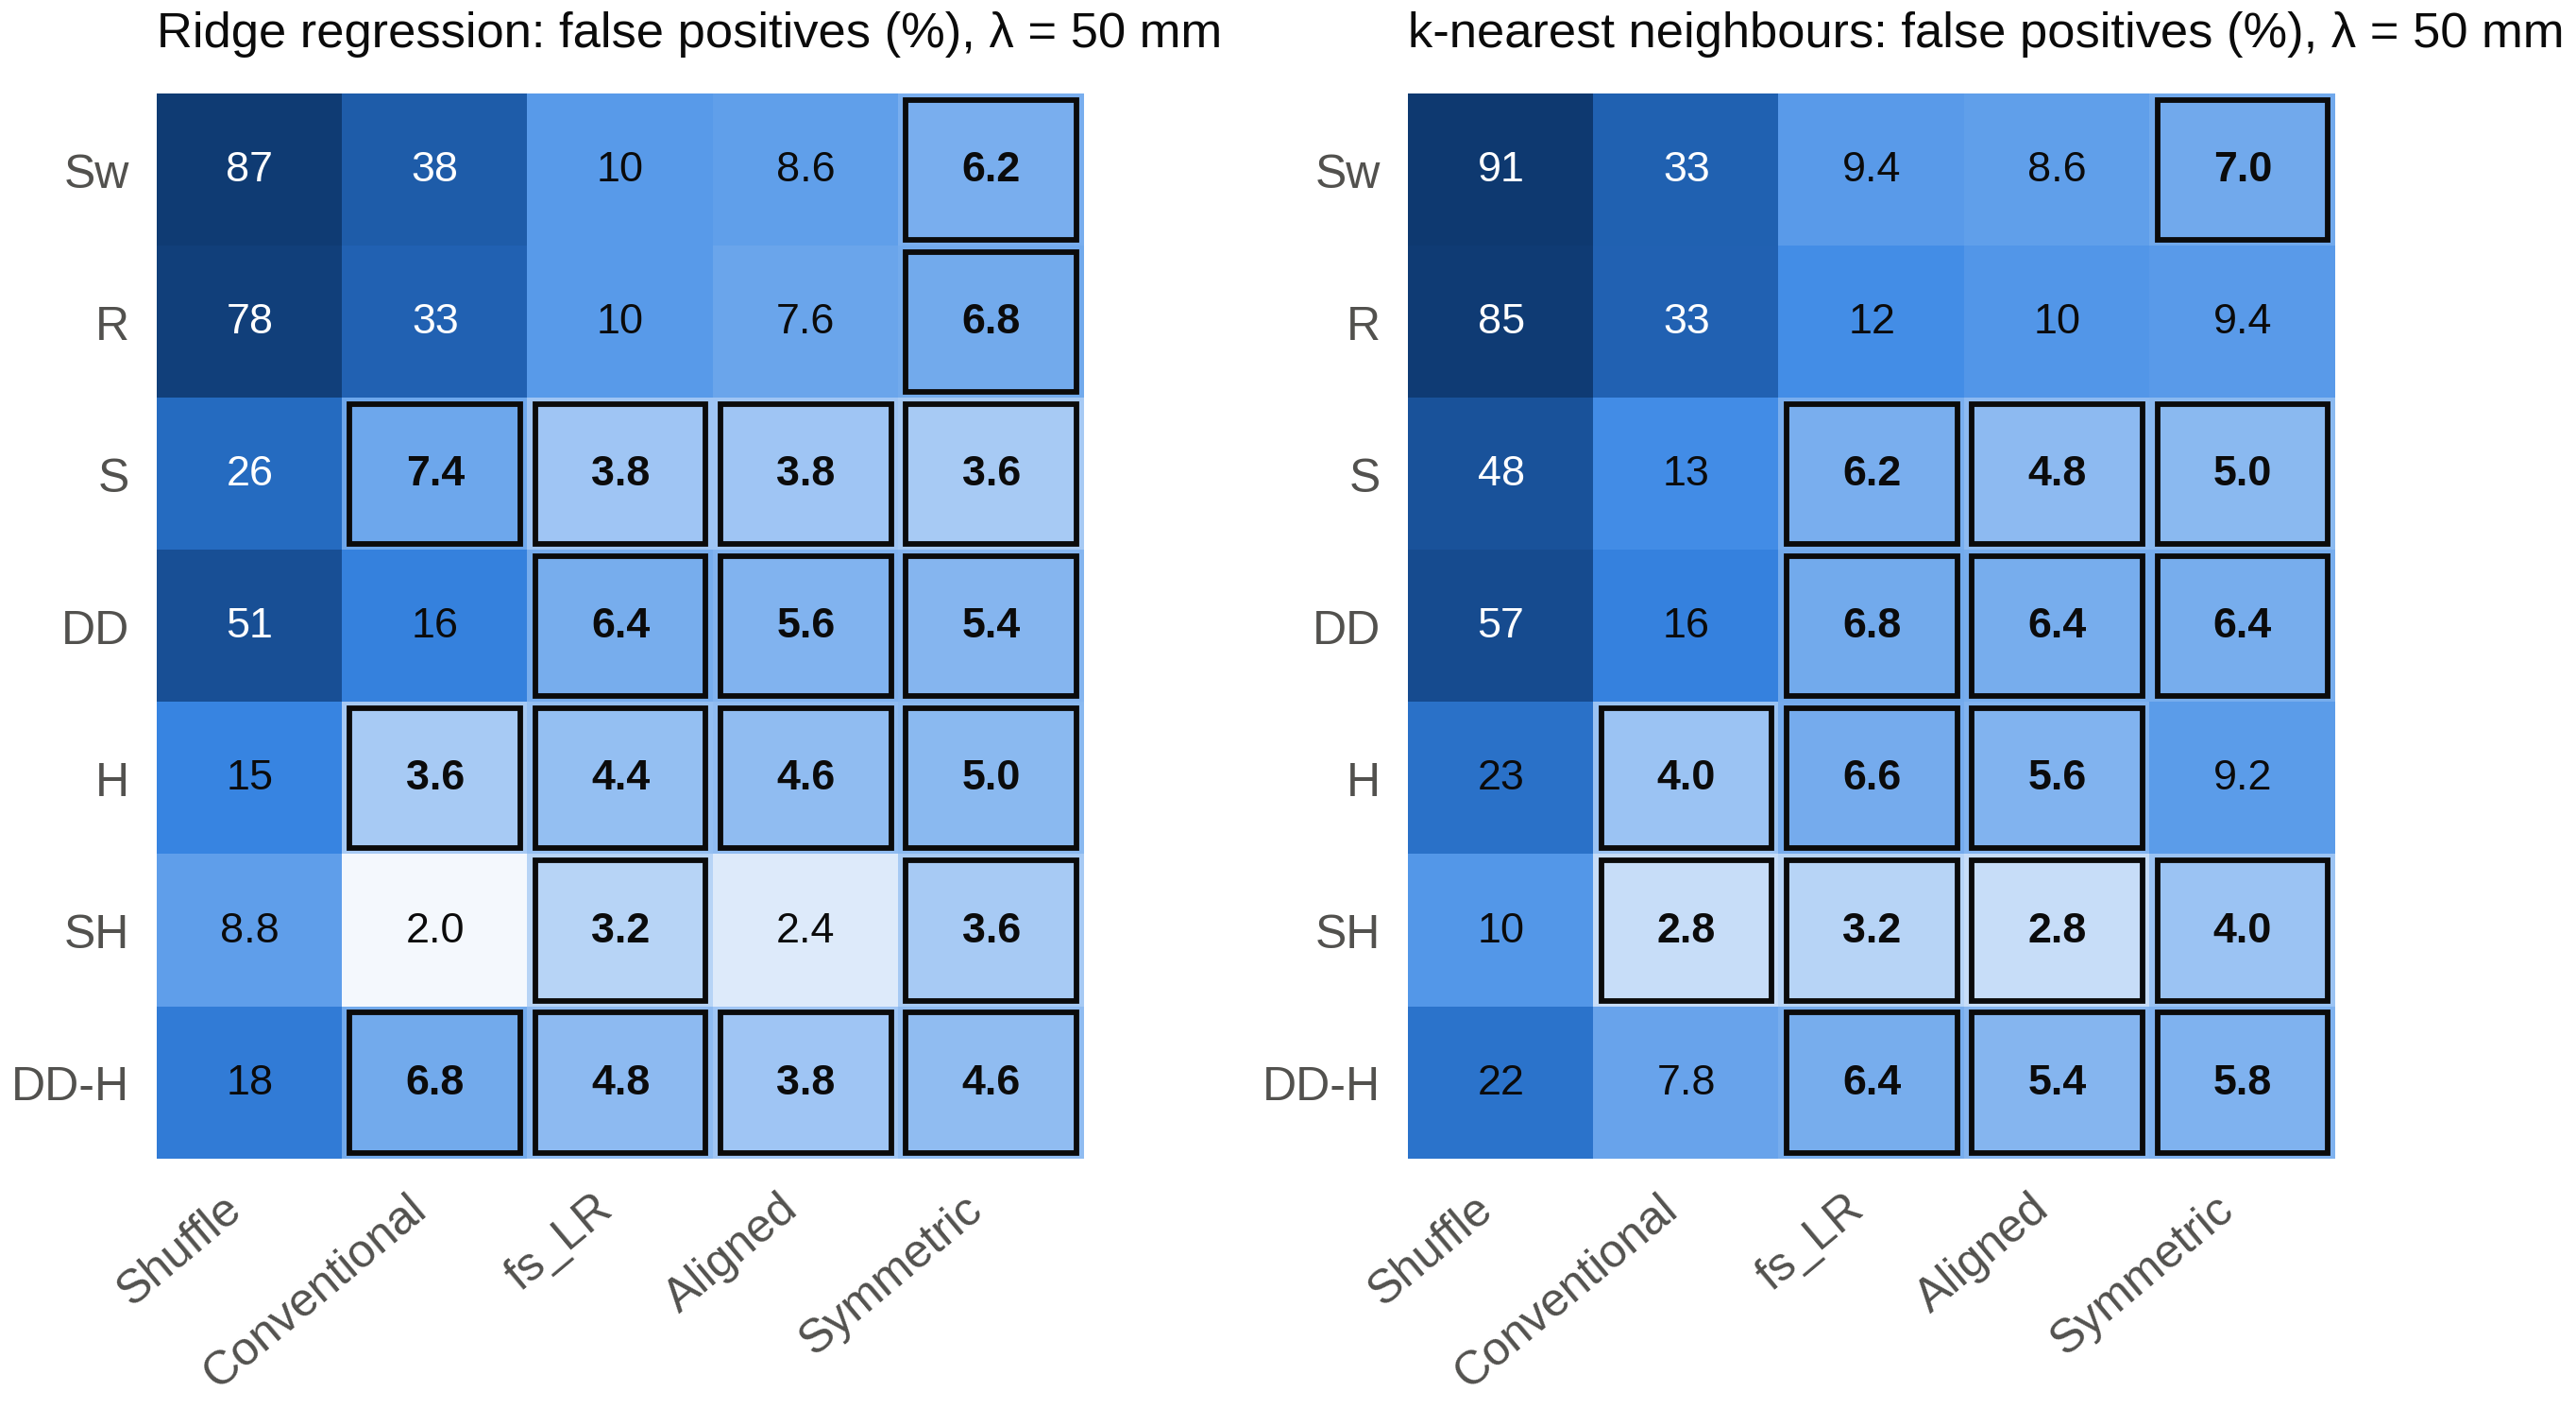 Ridge regression: false positives (%), λ = 50 mm
Sw 87 38 10 8.6 6.2
R 78 33 10 7.6 6.8
S 26 7.4 3.8 3.8 3.6
DD 51 16 6.4 5.6 5.4
H 15 3.6 4.4 4.6 5.0
SH 8.8 2.0 3.2 2.4 3.6
DD-H 18 6.8 4.8 3.8 4.6
Shuffle
Conventional
fs_LR
Aligned
Symmetric
k-nearest neighbours: false positives (%), λ = 50 mm
Sw 91 33 9.4 8.6 7.0
R 85 33 12 10 9.4
S 48 13 6.2 4.8 5.0
DD 57 16 6.8 6.4 6.4
H 23 4.0 6.6 5.6 9.2
SH 10 2.8 3.2 2.8 4.0
DD-H 22 7.8 6.4 5.4 5.8
Shuffle
Conventional
fs_LR
Aligned
Symmetric